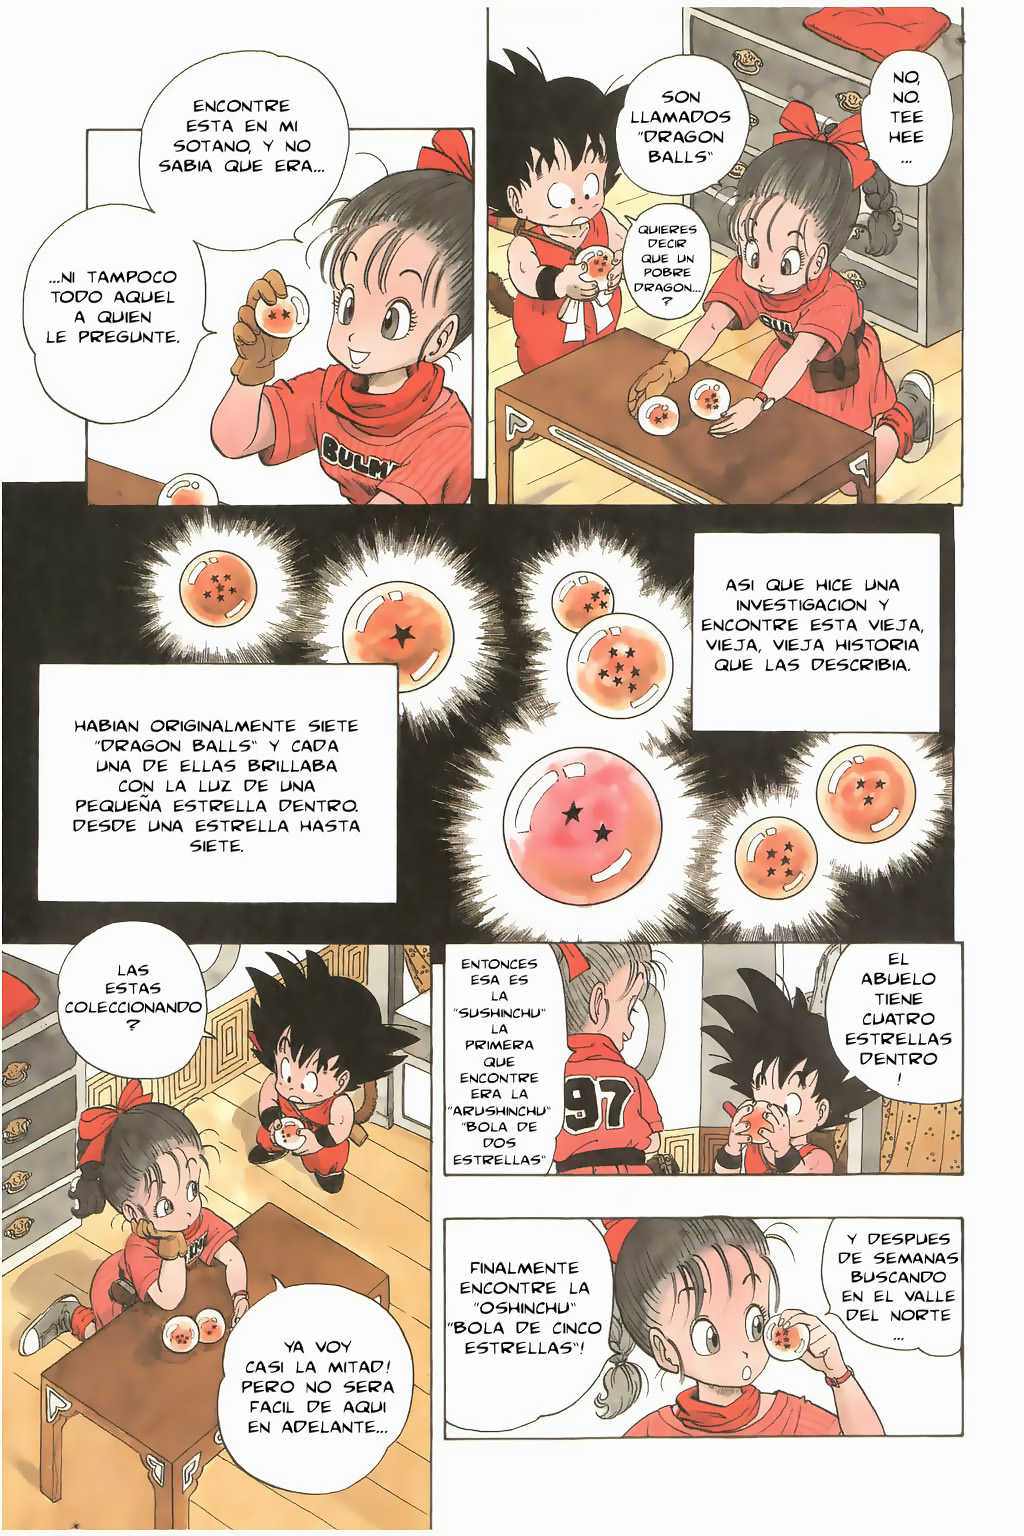 NO,
NO.
TEE
HEE
...
SON
LLAMADOS
"DRAGON
BALLS"
QUIERES
DECIR
QUE UN
POBRE
DRAGON...
?
ENCONTRE
ESTA EN MI
SOTANO, Y NO
SABIA QUE ERA...
...NI TAMPOCO
TODO AQUEL
A QUIEN
LE PREGUNTE.
BULMA
BULM
ASI QUE HICE UNA
INVESTIGACION Y
ENCONTRE ESTA VIEJA,
VIEJA, VIEJA HISTORIA
QUE LAS DESCRIBIA.
HABIAN ORIGINALMENTE SIETE
"DRAGON BALLS" Y CADA
UNA DE ELLAS BRILLABA
CON LA LUZ DE UNA
PEQUEÑA ESTRELLA DENTRO.
DESDE UNA ESTRELLA HASTA
SIETE.
EL
ABUELO
TIENE
CUATRO
ESTRELLAS
DENTRO
!
ENTONCES
ESA ES
LA
"SUSHINCHU"
LA
PRIMERA
QUE
ENCONTRE
ERA LA
"ARUSHINCHU"
"BOLA DE
DOS
ESTRELLAS"
97
Y DESPUES
DE SEMANAS
BUSCANDO
EN EL VALLE
DEL NORTE
...
FINALMENTE
ENCONTRE LA
"OSHINCHU"
"BOLA DE CINCO
ESTRELLAS"!
LAS
ESTAS
COLECCIONANDO
?
YA VOY
CASI LA MITAD!
PERO NO SERA
FACIL DE AQUI
EN ADELANTE...